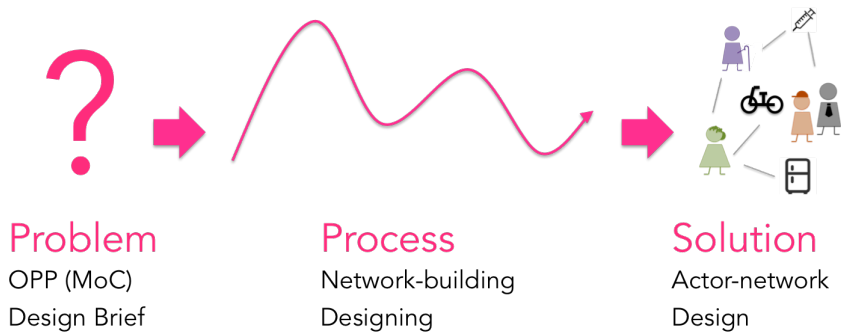 ?
Problem
OPP (MoC)
Design Brief
Process
Network-building
Designing
Solution
Actor-network
Design